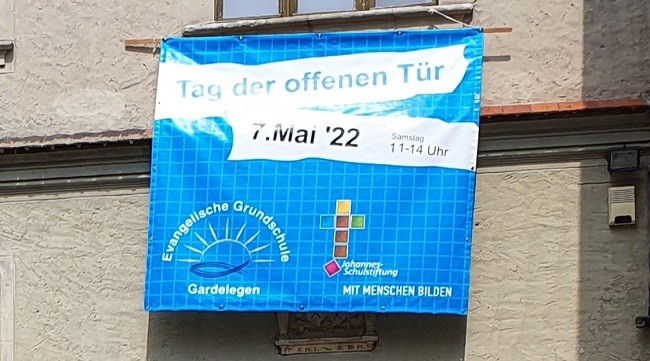 Tag der offenen Tür
7.Mai '22
Samstag
11-14 Uhr
Evangelische Grundschule
Gardelegen
Johannes-
Schulstiftung
MIT MENSCHEN BILDEN